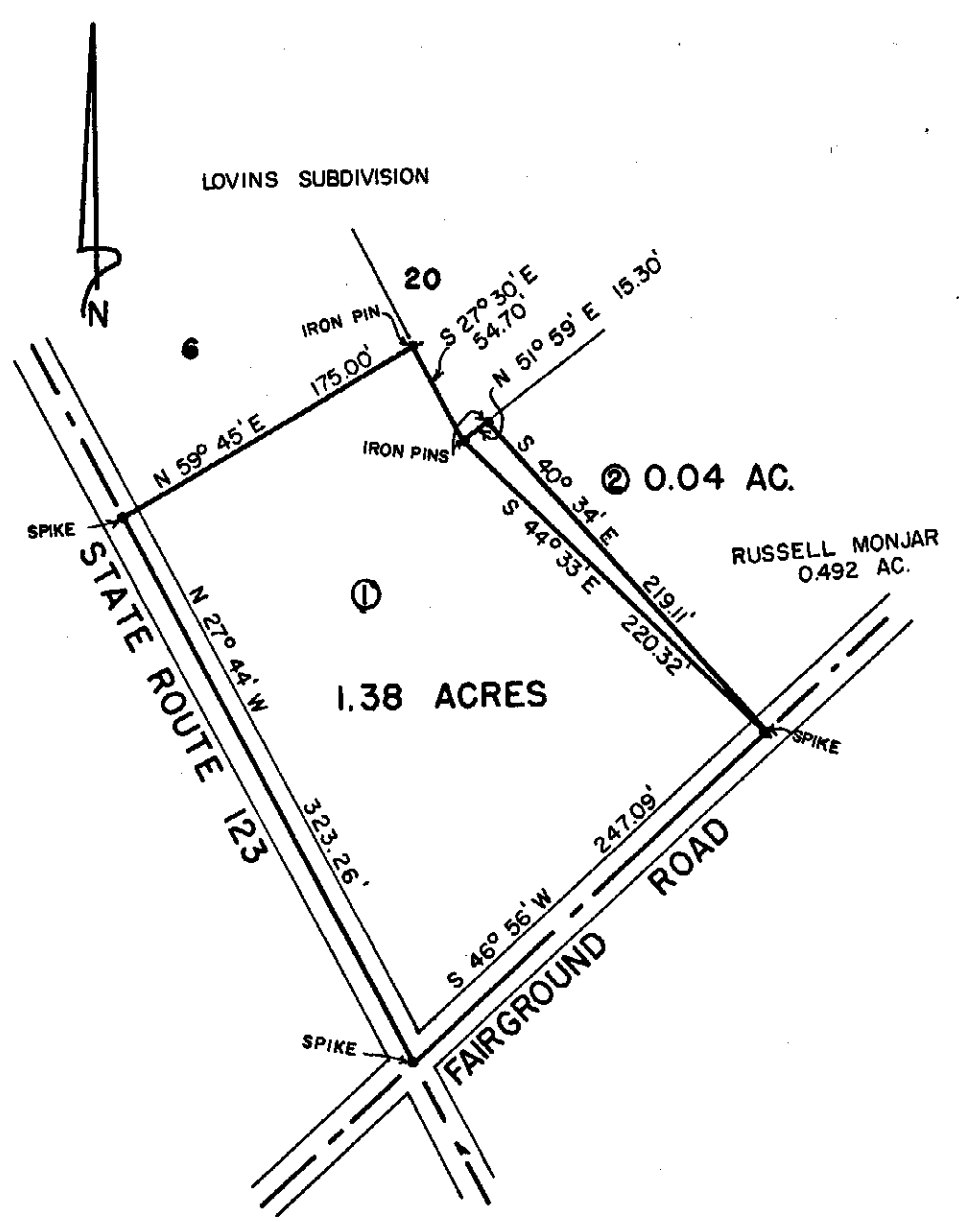 LOVINS SUBDIVISION
N
20
6
IRON PIN
S 27° 30' E
54.70'
N 51° 59' E 15.30'
N 59° 45' E 175.00'
IRON PINS
S 40° 34' E 219.11'
② 0.04 AC.
S 44° 33' E 220.32'
SPIKE
RUSSELL MONJAR
0.492 AC.
STATE ROUTE 123
N 27° 44' W 323.26'
①
1.38 ACRES
SPIKE
S 46° 56' W 247.09'
FAIRGROUND ROAD
SPIKE